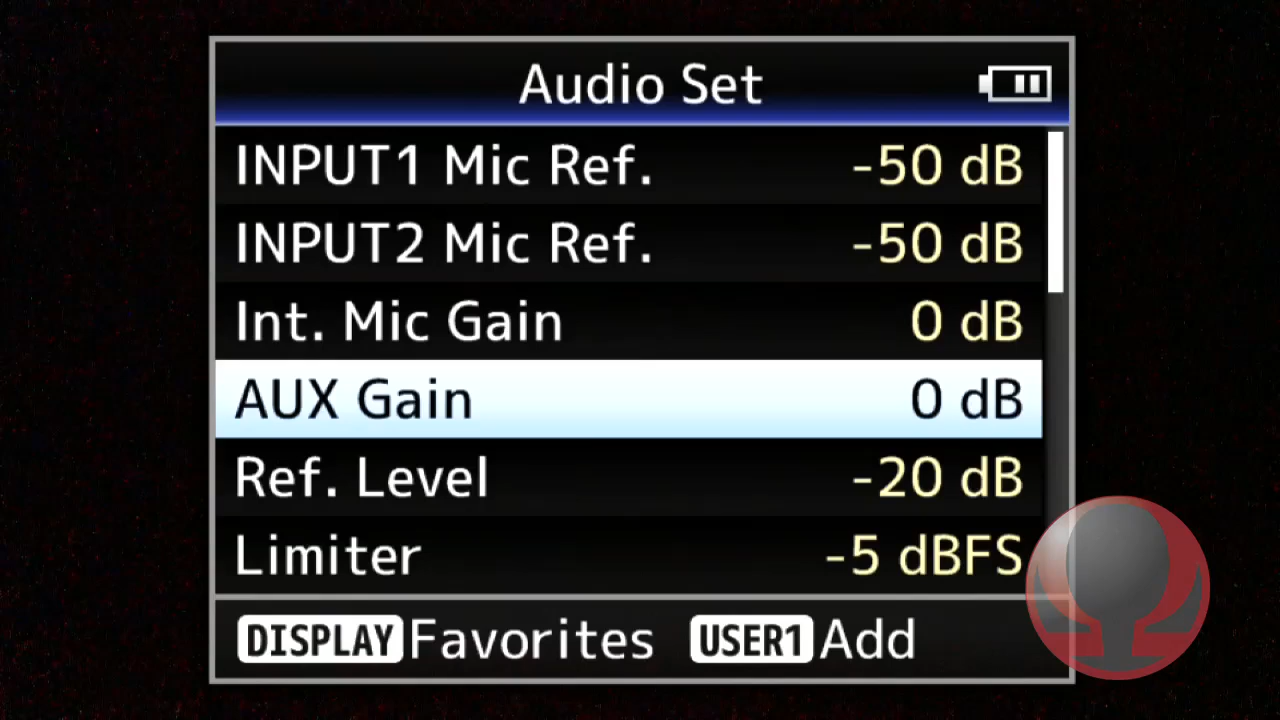 Audio Set
INPUT1 Mic Ref. -50 dB
INPUT2 Mic Ref. -50 dB
Int. Mic Gain 0 dB
AUX Gain 0 dB
Ref. Level -20 dB
Limiter -5 dBFS
DISPLAY Favorites USER1 Add